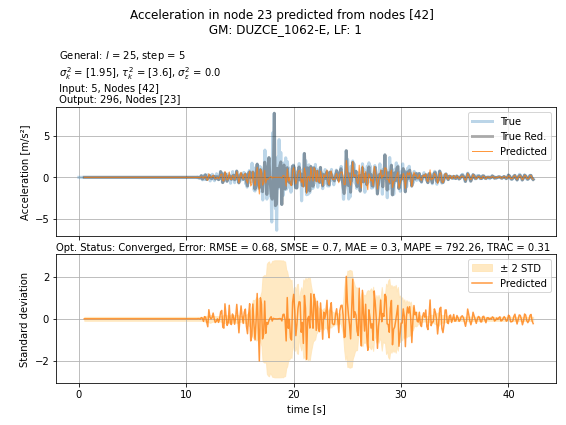 Acceleration in node 23 predicted from nodes [42]
GM: DUZCE_1062-E, LF: 1
General: l = 25, step = 5
σ²ₖ = [1.95], τ²ₖ = [3.6], σ²ε = 0.0
Input: 5, Nodes [42]
Output: 296, Nodes [23]
Acceleration [m/s²]
5
0
−5
True
True Red.
Predicted
Opt. Status: Converged, Error: RMSE = 0.68, SMSE = 0.7, MAE = 0.3, MAPE = 792.26, TRAC = 0.31
Standard deviation
2
0
−2
± 2 STD
Predicted
0 10 20 30 40
time [s]